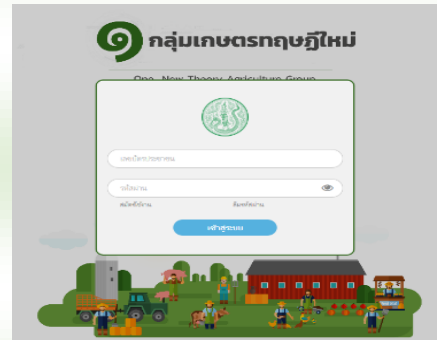 ๑ กลุ่มเกษตรทฤษฎีใหม่
One New Theory Agriculture Group
เลขบัตรประชาชน
รหัสผ่าน
สมัครใช้งาน ลืมรหัสผ่าน
เข้าสู่ระบบ